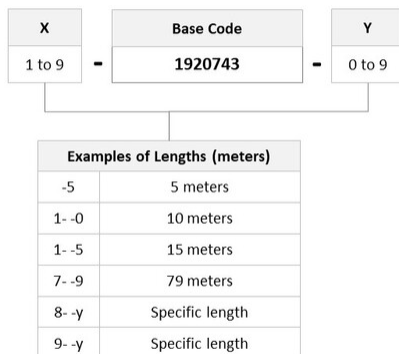 X Base Code Y
1 to 9 - 1920743 - 0 to 9
Examples of Lengths (meters)
-5 5 meters
1- -0 10 meters
1- -5 15 meters
7- -9 79 meters
8- -y Specific length
9- -y Specific length